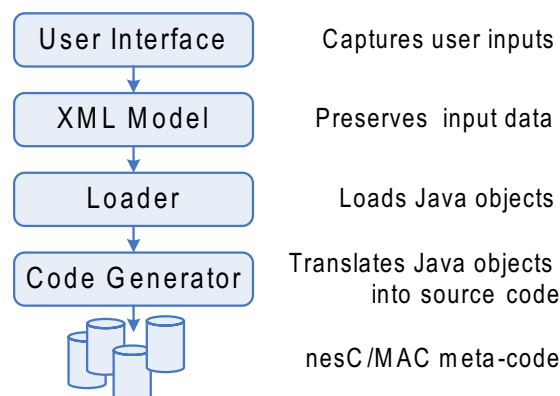 User Interface
Captures user inputs
XML Model
Preserves input data
Loader
Loads Java objects
Code Generator
Translates Java objects
into source code
nesC/MAC meta-code